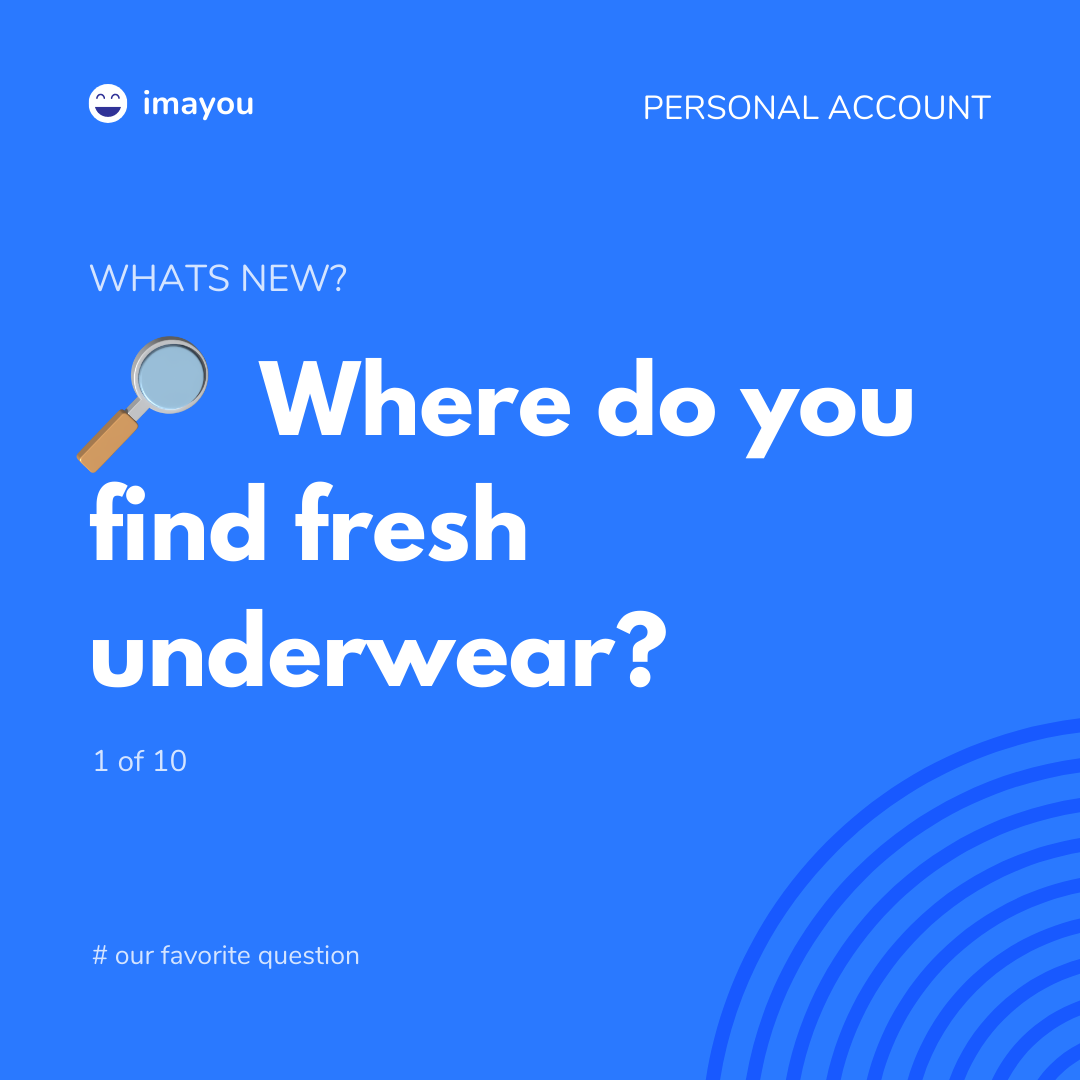 imayou
PERSONAL ACCOUNT
WHATS NEW?
Where do you
find fresh
underwear?
1 of 10
# our favorite question